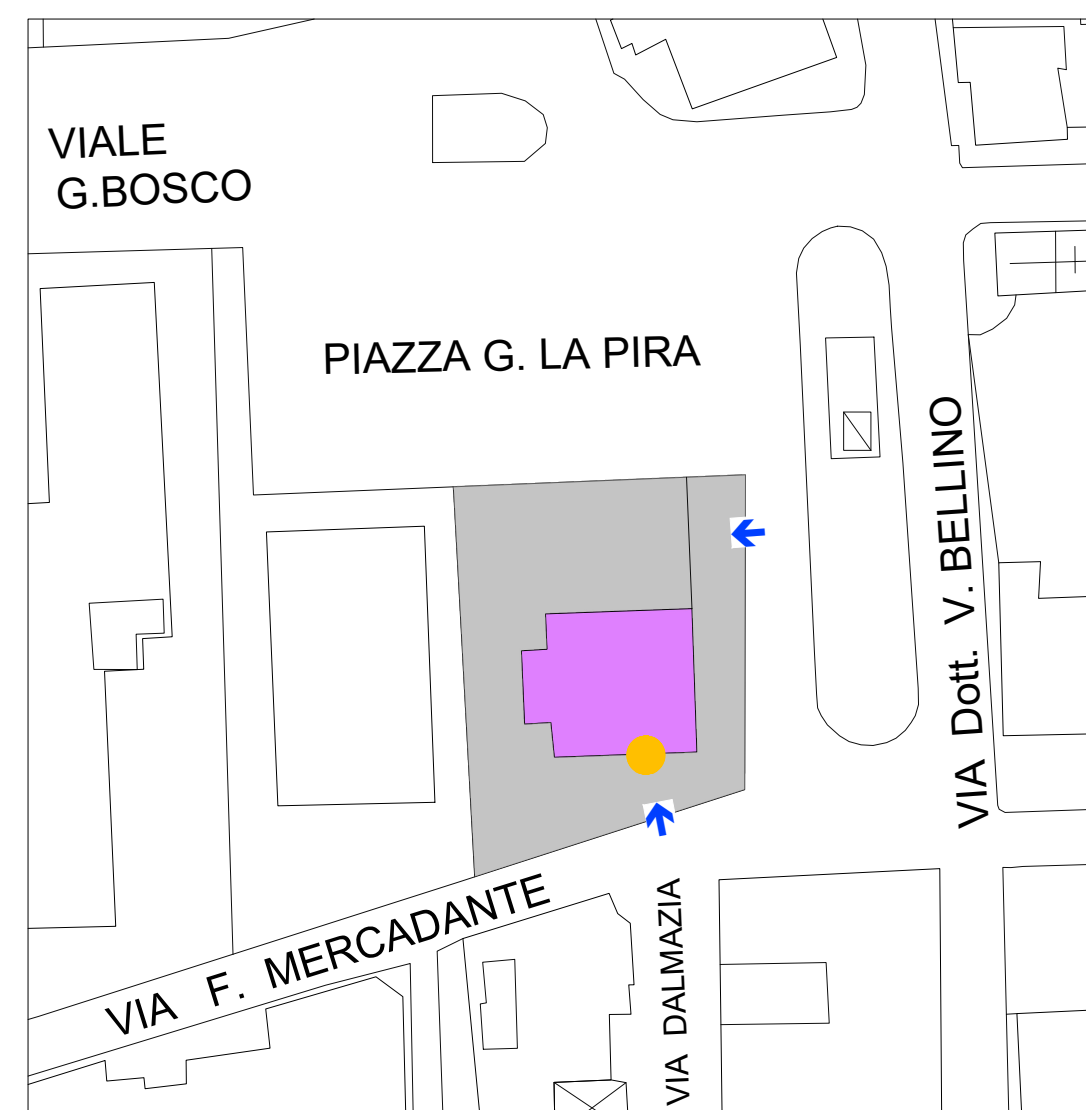 VIALE
G.BOSCO
PIAZZA G. LA PIRA
VIA Dott. V. BELLINO
VIA F. MERCADANTE
VIA DALMAZIA